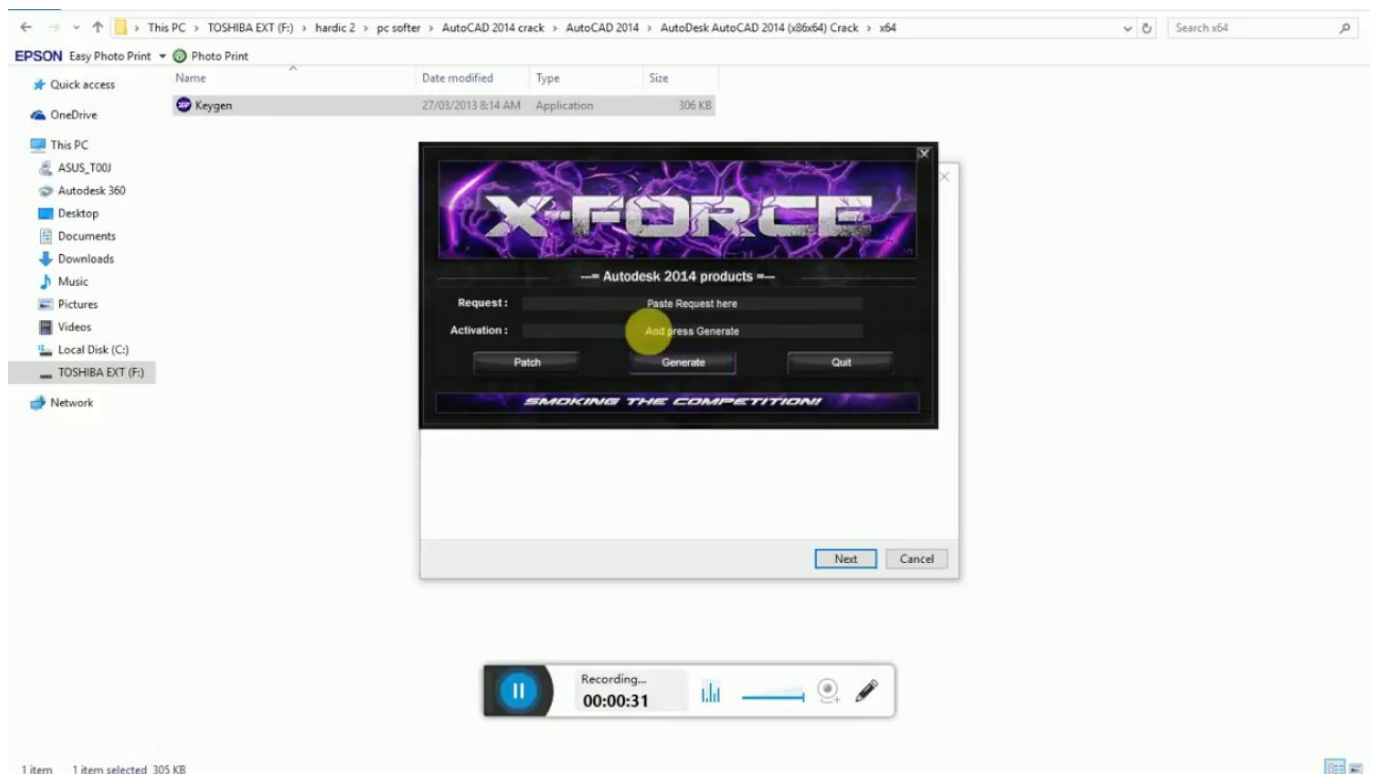 This PC > TOSHIBA EXT (F:) > hardic 2 > pc softer > AutoCAD 2014 crack > AutoCAD 2014 > AutoDesk AutoCAD 2014 (x86x64) Crack > x64
Search x64
EPSON Easy Photo Print Photo Print
Name Date modified Type Size
Keygen 27/03/2013 8:14 AM Application 306 KB
Quick access
OneDrive
This PC
ASUS_T00J
Autodesk 360
Desktop
Documents
Downloads
Music
Pictures
Videos
Local Disk (C:)
TOSHIBA EXT (F:)
Network
X-FORCE
---= Autodesk 2014 products =---
Request : Paste Request here
Activation : And press Generate
Patch Generate Quit
SMOKING THE COMPETITION!
Next Cancel
Recording...
00:00:31
1 item 1 item selected 305 KB